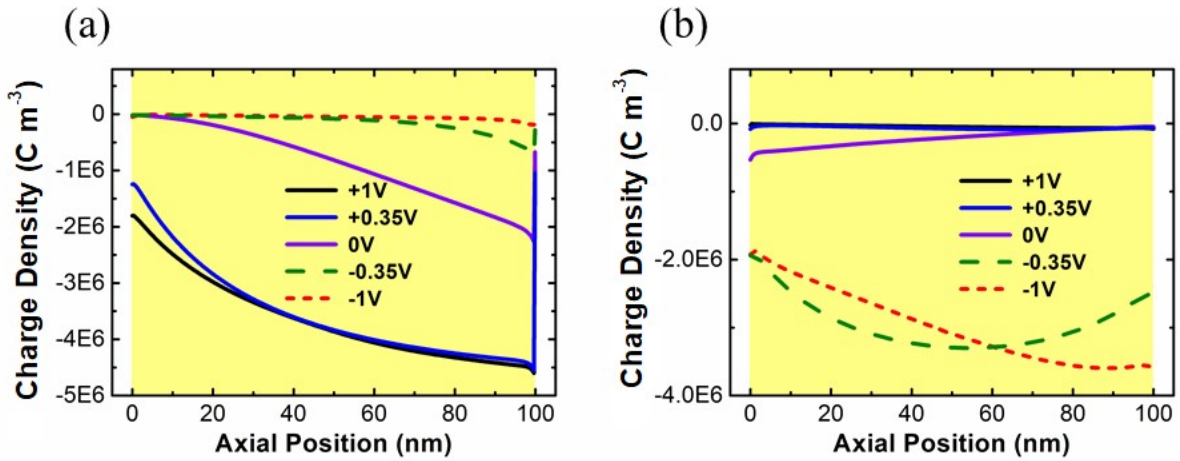 (a)
Charge Density (C m-3)
0
-1E6
-2E6
-3E6
-4E6
-5E6
+1V
+0.35V
0V
-0.35V
-1V
0 20 40 60 80 100
Axial Position (nm)
(b)
Charge Density (C m-3)
0.0
-2.0E6
-4.0E6
+1V
+0.35V
0V
-0.35V
-1V
0 20 40 60 80 100
Axial Position (nm)